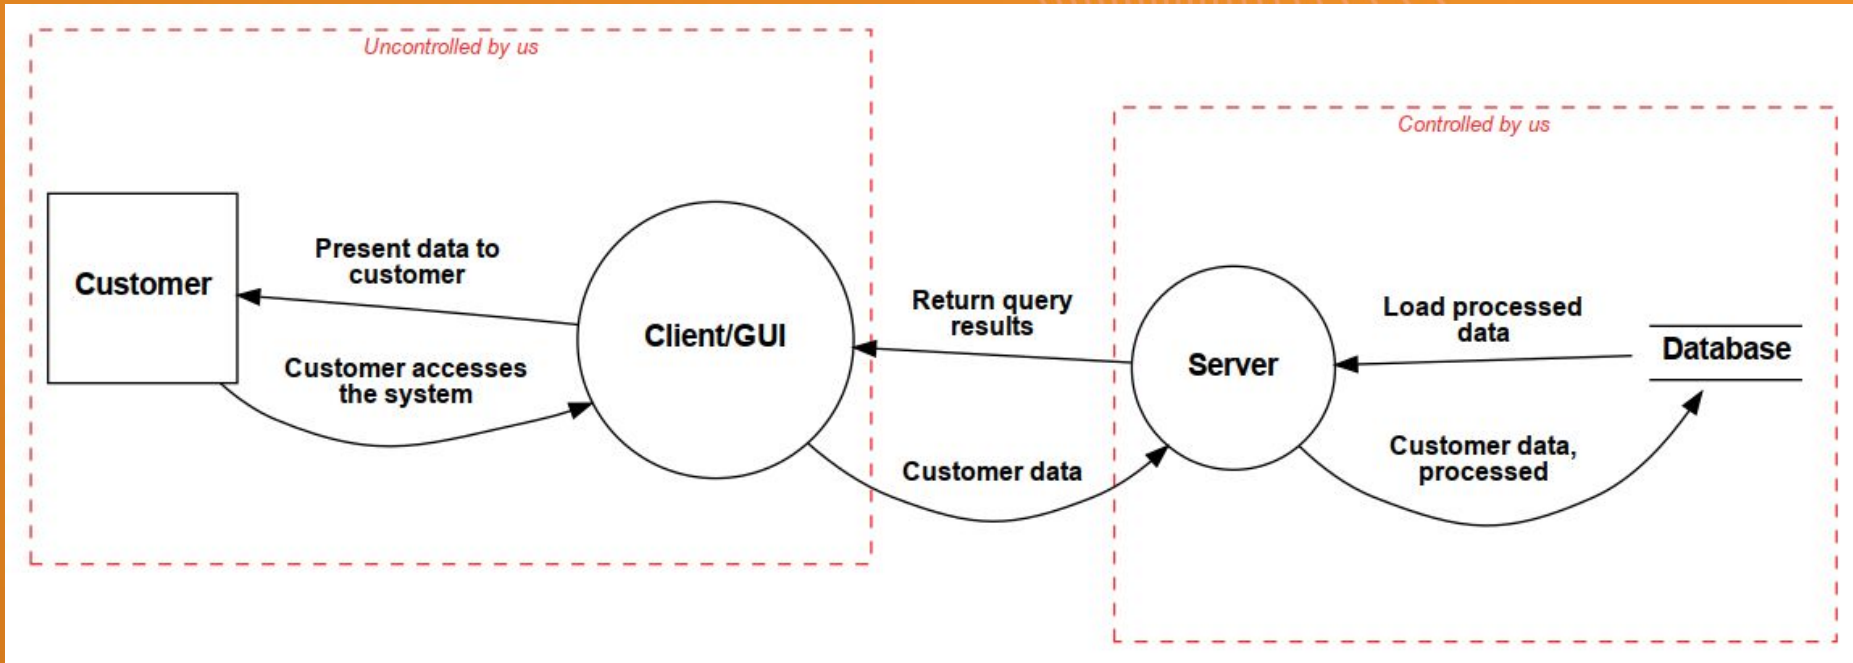 Uncontrolled by us
Controlled by us
Customer
Present data to
customer
Customer accesses
the system
Client/GUI
Return query
results
Customer data
Server
Load processed
data
Database
Customer data,
processed